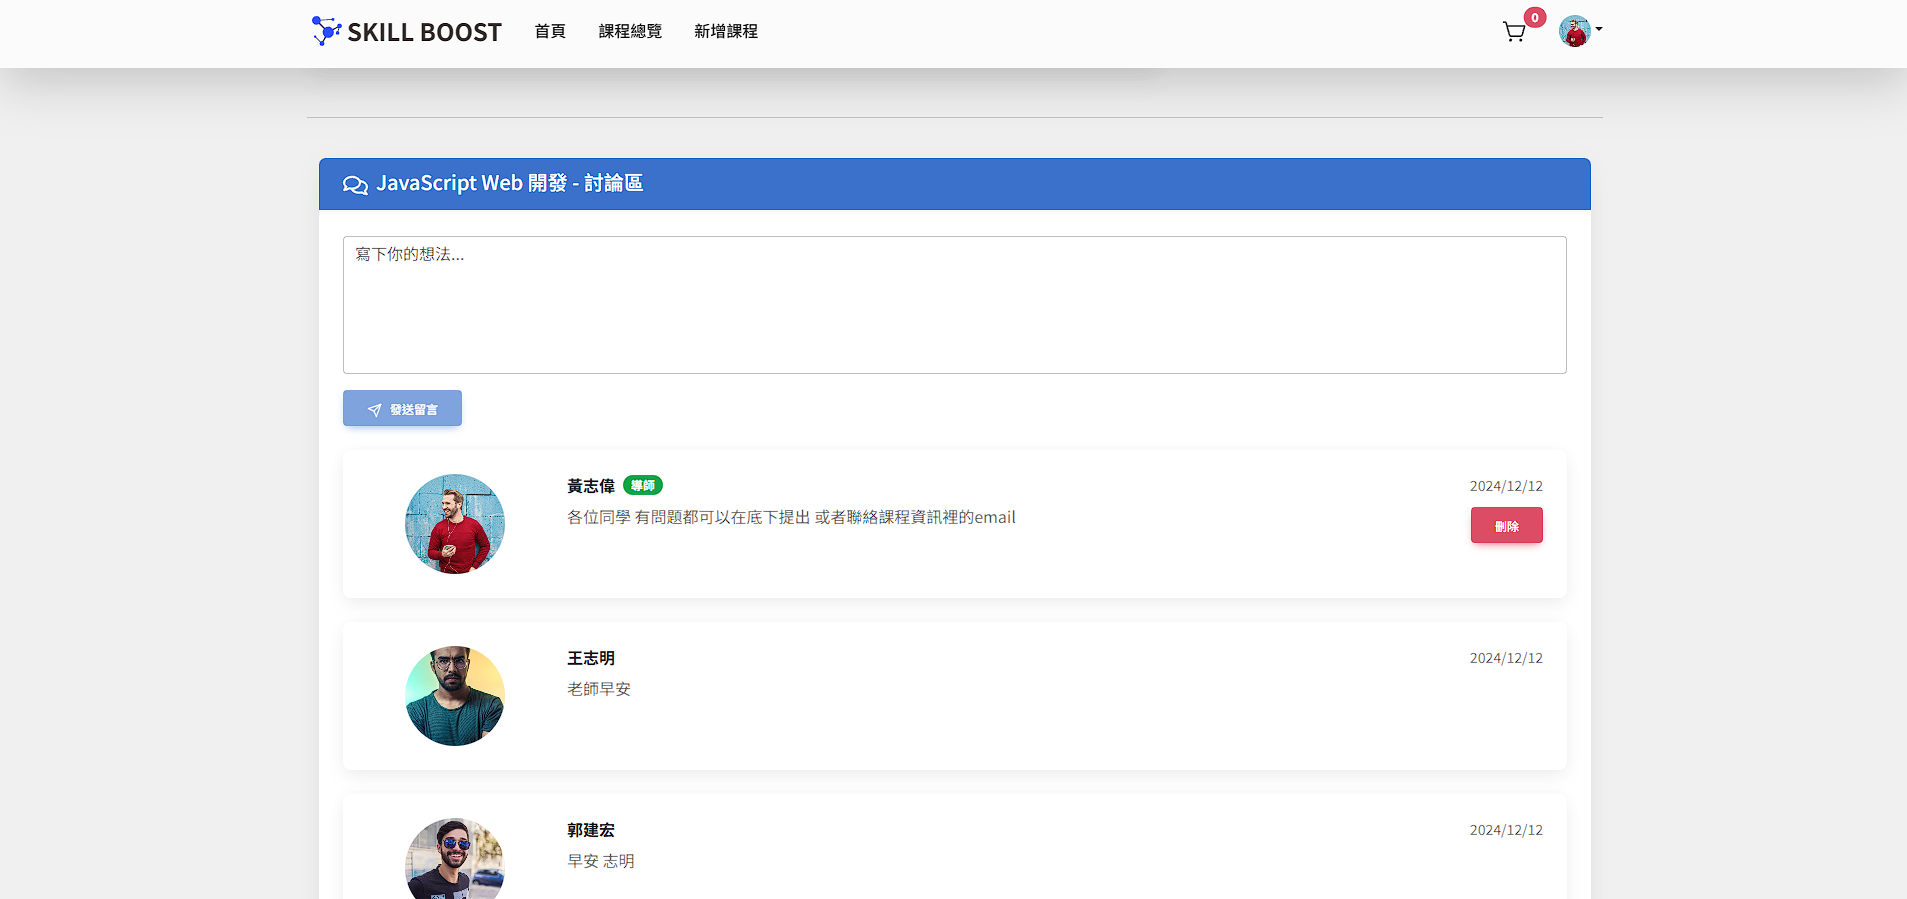 SKILL BOOST
首頁
課程總覽
新增課程
0
JavaScript Web 開發 - 討論區
寫下你的想法...
發送留言
黃志偉 導師
2024/12/12
各位同學 有問題都可以在底下提出 或者聯絡課程資訊裡的email
刪除
王志明
2024/12/12
老師早安
郭建宏
2024/12/12
早安 志明